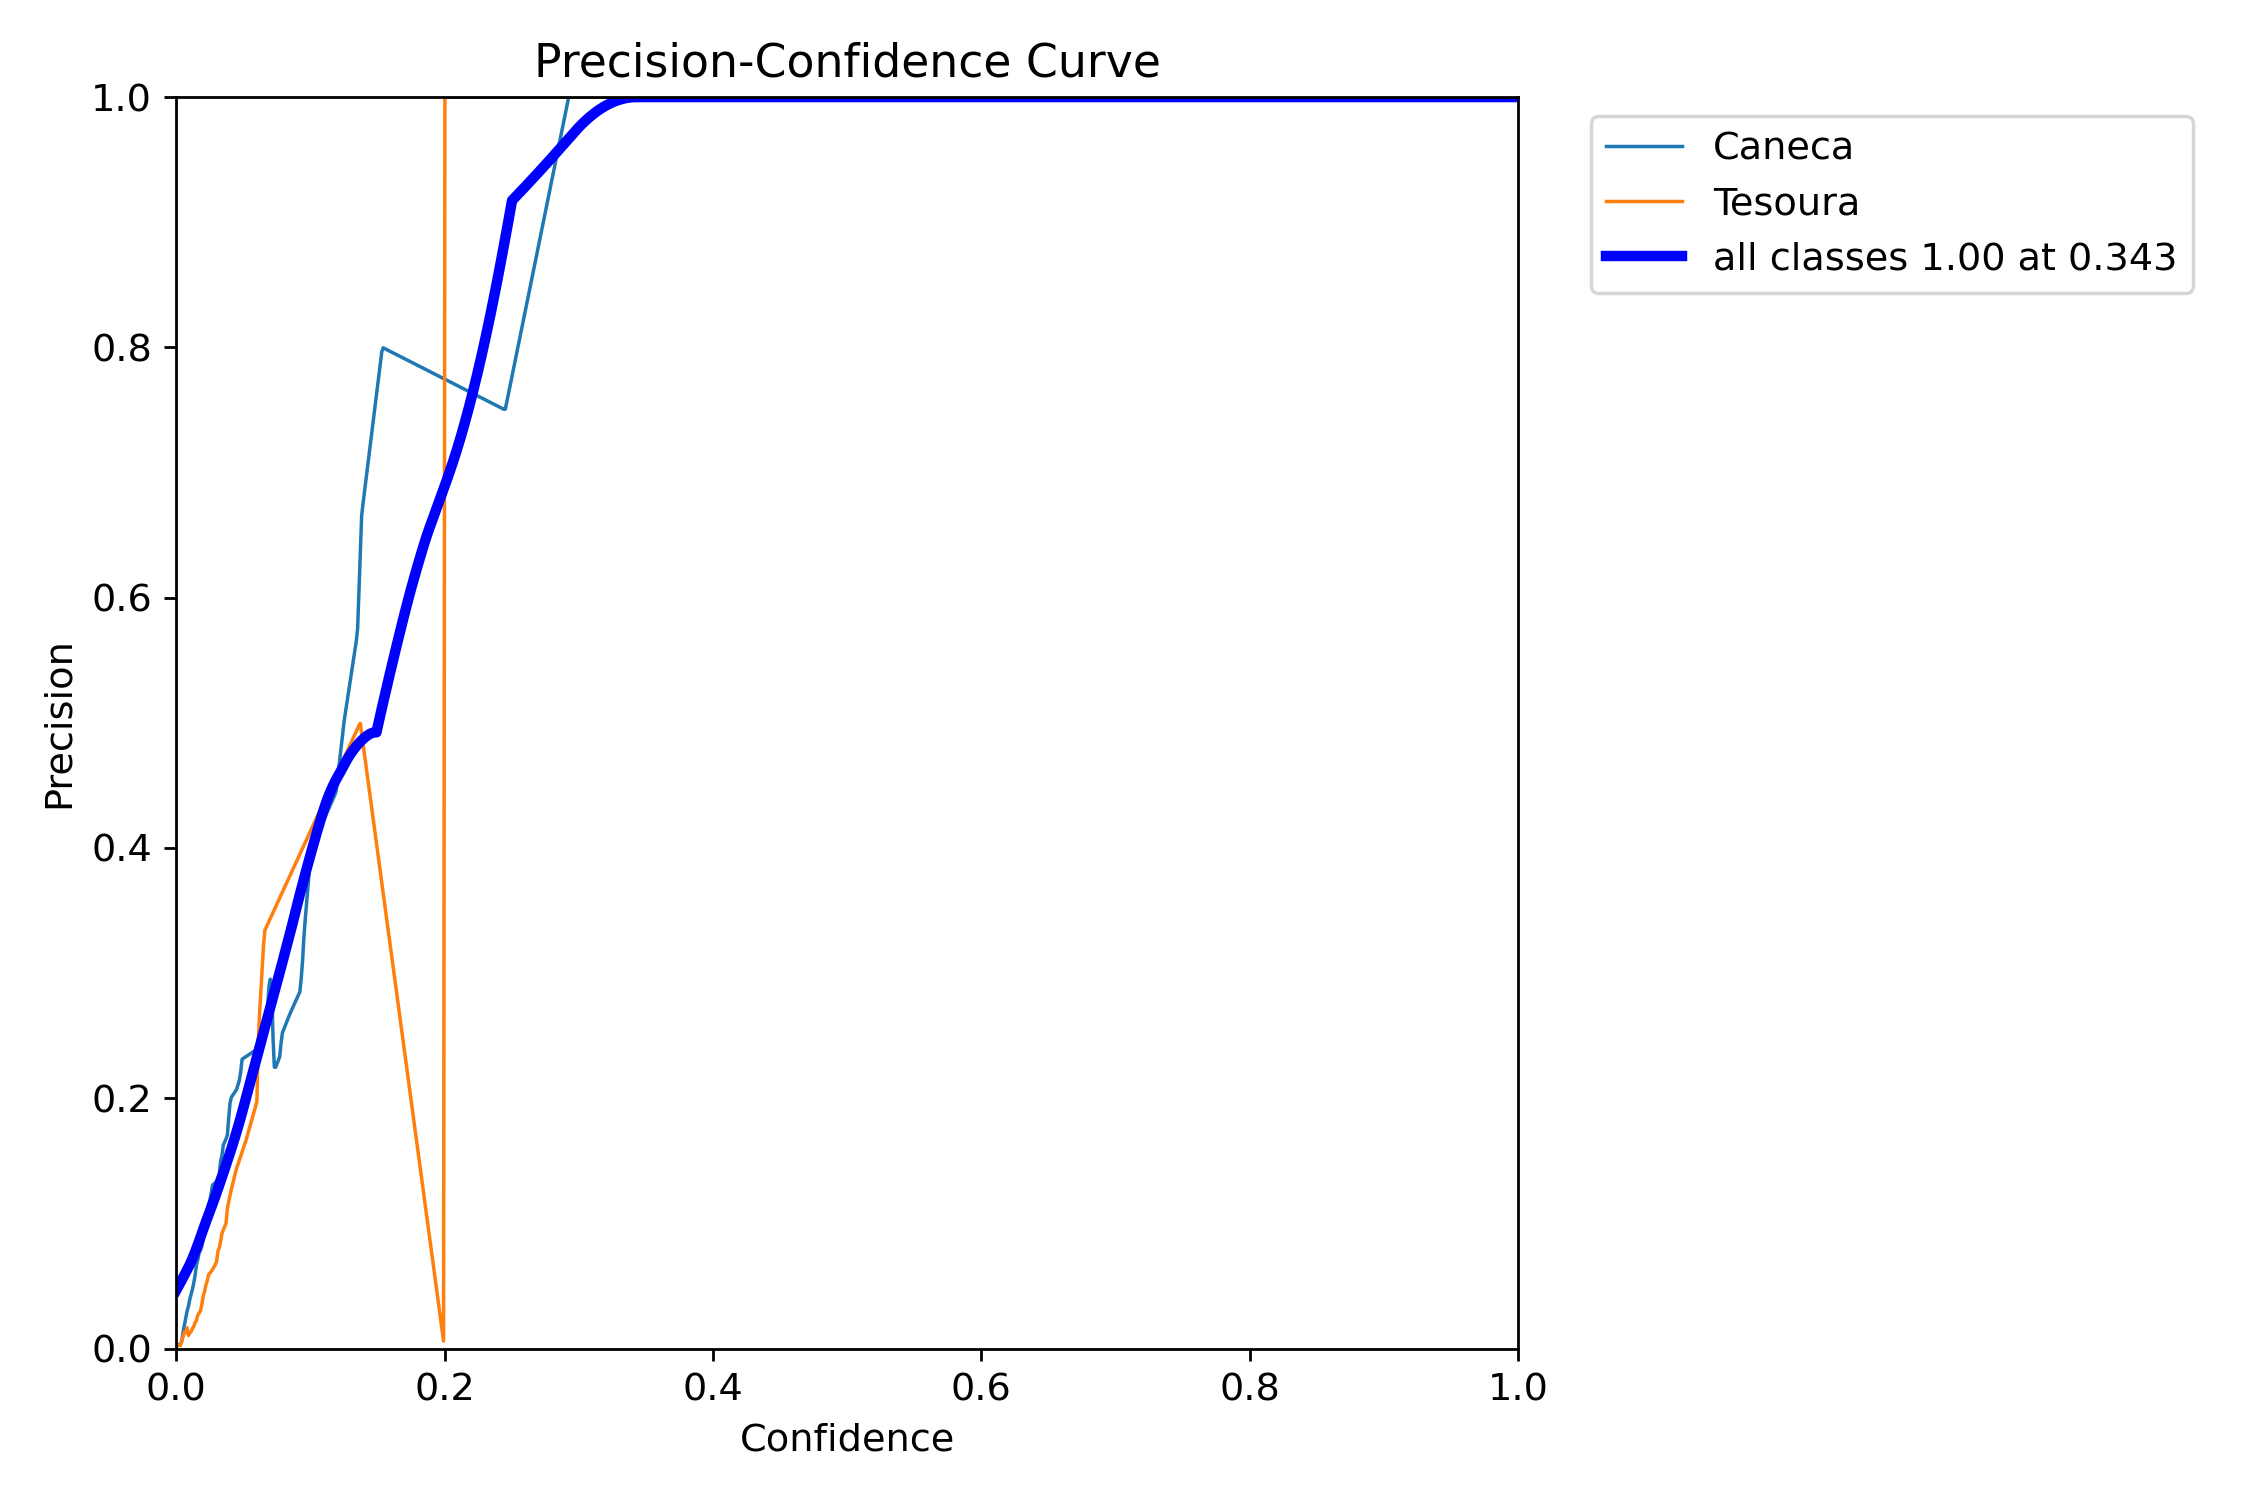 Precision-Confidence Curve
1.0
0.8
0.6
0.4
0.2
0.0
Precision
0.0 0.2 0.4 0.6 0.8 1.0
Confidence
Caneca
Tesoura
all classes 1.00 at 0.343